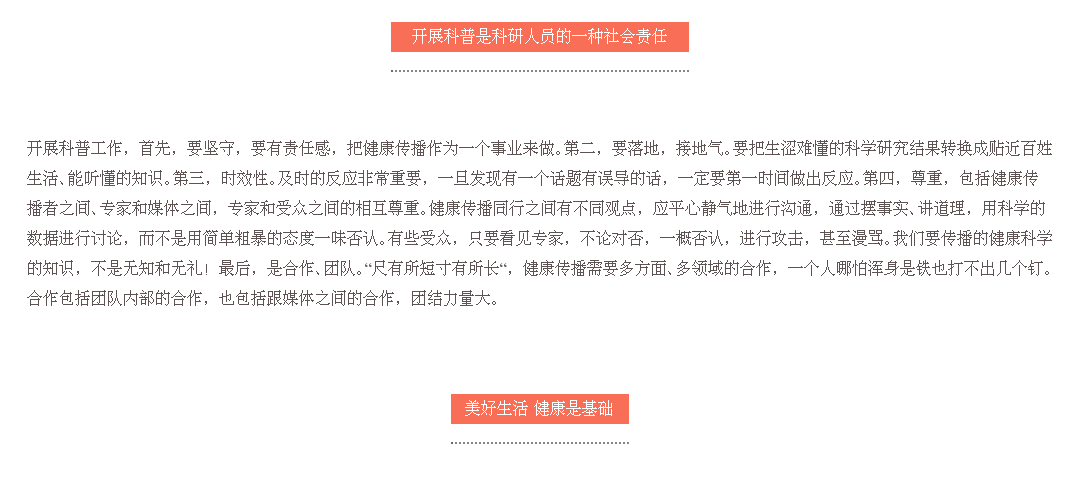 开展科普是科研人员的一种社会责任
开展科普工作，首先，要坚守，要有责任感，把健康传播作为一个事业来做。第二，要落地，接地气。要把生涩难懂的科学研究结果转换成贴近百姓
生活、能听懂的知识。第三，时效性。及时的反应非常重要，一旦发现有一个话题有误导的话，一定要第一时间做出反应。第四，尊重，包括健康传
播者之间、专家和媒体之间，专家和受众之间的相互尊重。健康传播同行之间有不同观点，应平心静气地进行沟通，通过摆事实、讲道理，用科学的
数据进行讨论，而不是用简单粗暴的态度一味否认。有些受众，只要看见专家，不论对否，一概否认，进行攻击，甚至漫骂。我们要传播的健康科学
的知识，不是无知和无礼！最后，是合作、团队。“尺有所短寸有所长“，健康传播需要多方面、多领域的合作，一个人哪怕浑身是铁也打不出几个钉。
合作包括团队内部的合作，也包括跟媒体之间的合作，团结力量大。
美好生活 健康是基础